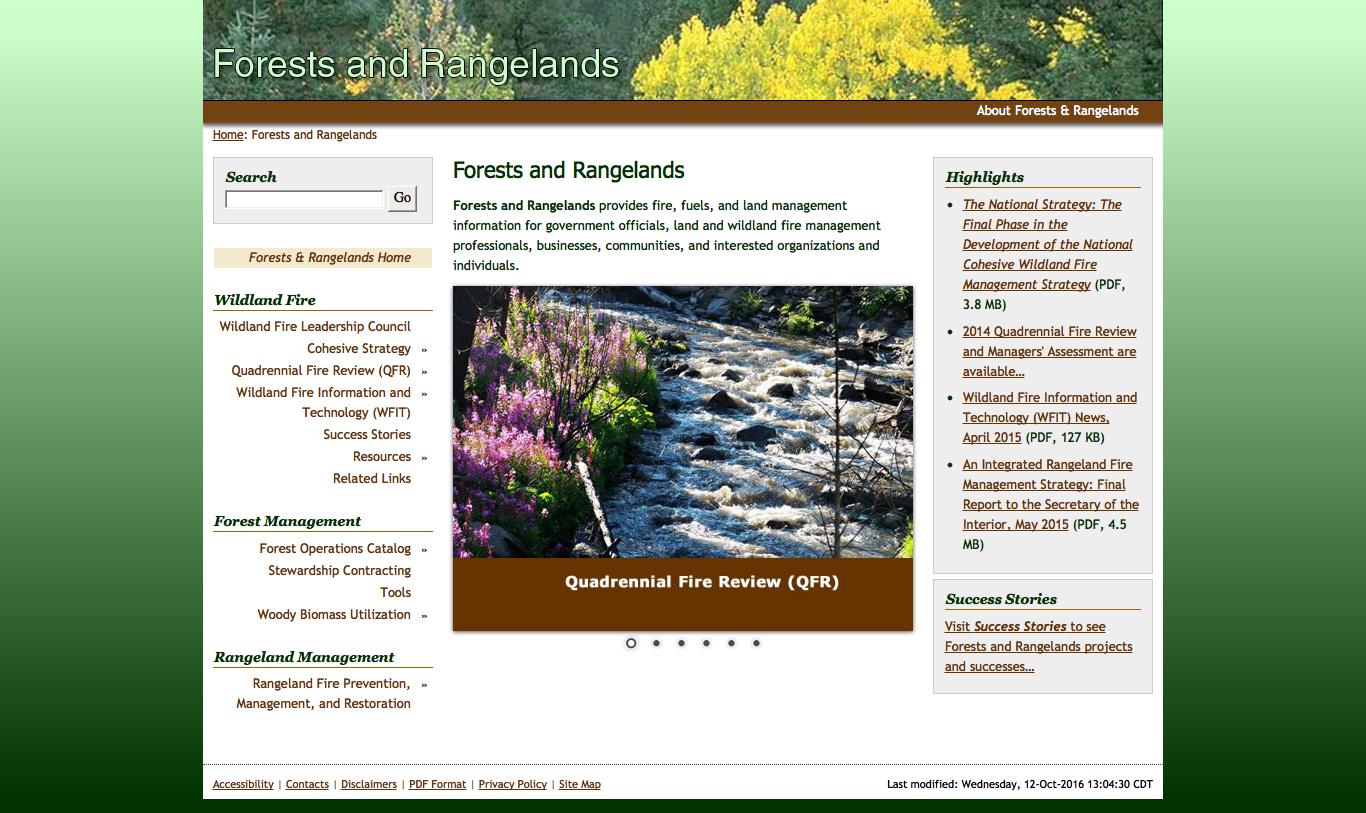 Forests and Rangelands
About Forests & Rangelands
Home: Forests and Rangelands
Search
Go
Forests & Rangelands Home
Wildland Fire
Wildland Fire Leadership Council
Cohesive Strategy »
Quadrennial Fire Review (QFR) »
Wildland Fire Information and »
Technology (WFIT)
Success Stories
Resources »
Related Links
Forest Management
Forest Operations Catalog »
Stewardship Contracting
Tools
Woody Biomass Utilization »
Rangeland Management
Rangeland Fire Prevention, »
Management, and Restoration
Forests and Rangelands
Forests and Rangelands provides fire, fuels, and land management
information for government officials, land and wildland fire management
professionals, businesses, communities, and interested organizations and
individuals.
Quadrennial Fire Review (QFR)
Highlights
• The National Strategy: The
Final Phase in the
Development of the National
Cohesive Wildland Fire
Management Strategy (PDF,
3.8 MB)
• 2014 Quadrennial Fire Review
and Managers' Assessment are
available...
• Wildland Fire Information and
Technology (WFIT) News,
April 2015 (PDF, 127 KB)
• An Integrated Rangeland Fire
Management Strategy: Final
Report to the Secretary of the
Interior, May 2015 (PDF, 4.5
MB)
Success Stories
Visit Success Stories to see
Forests and Rangelands projects
and successes...
Accessibility | Contacts | Disclaimers | PDF Format | Privacy Policy | Site Map
Last modified: Wednesday, 12-Oct-2016 13:04:30 CDT